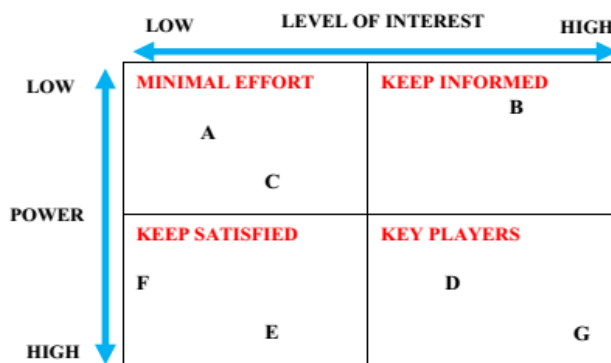 LOW LEVEL OF INTEREST HIGH
LOW
MINIMAL EFFORT KEEP INFORMED
B
A
C
POWER
KEEP SATISFIED KEY PLAYERS
F D
E G
HIGH